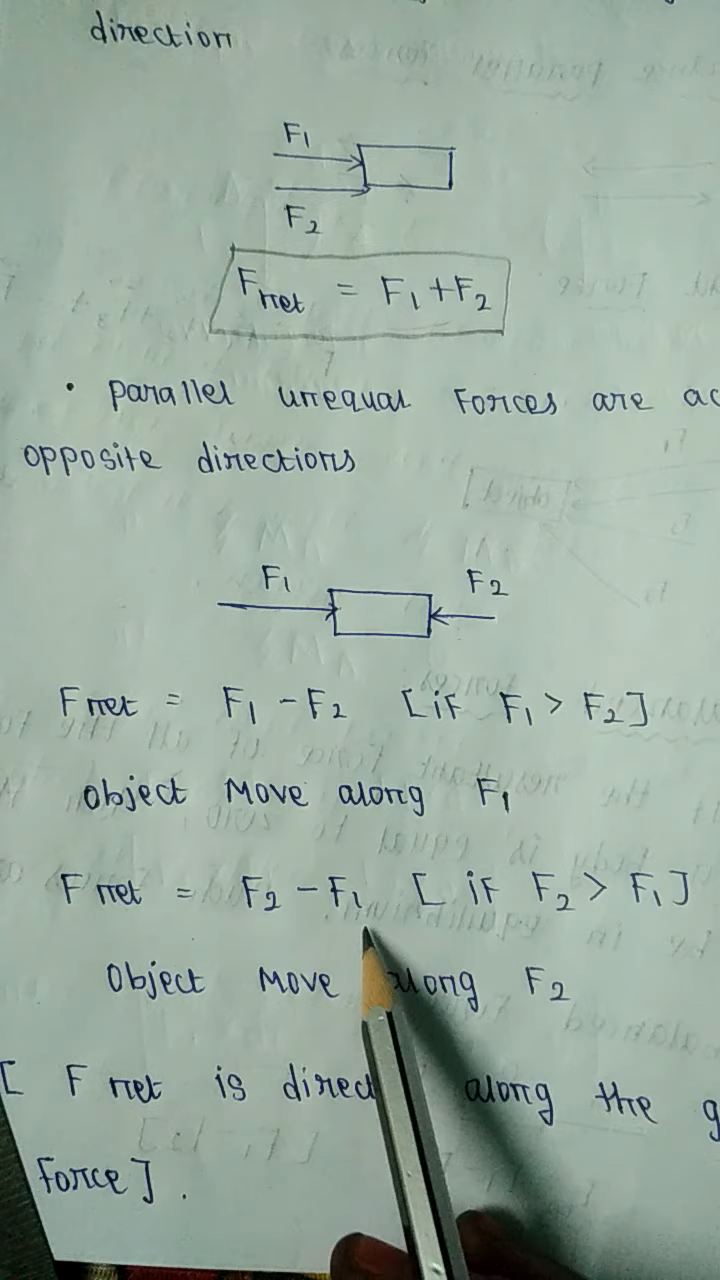 direction
F1
F2
Fnet = F1 + F2
• parallel unequal forces are
opposite directions
F1 F2
Fnet = F1 - F2 [if F1 > F2]
object move along F1
Fnet = F2 - F1 [if F2 > F1]
object move along F2
[Fnet is along the
Force].